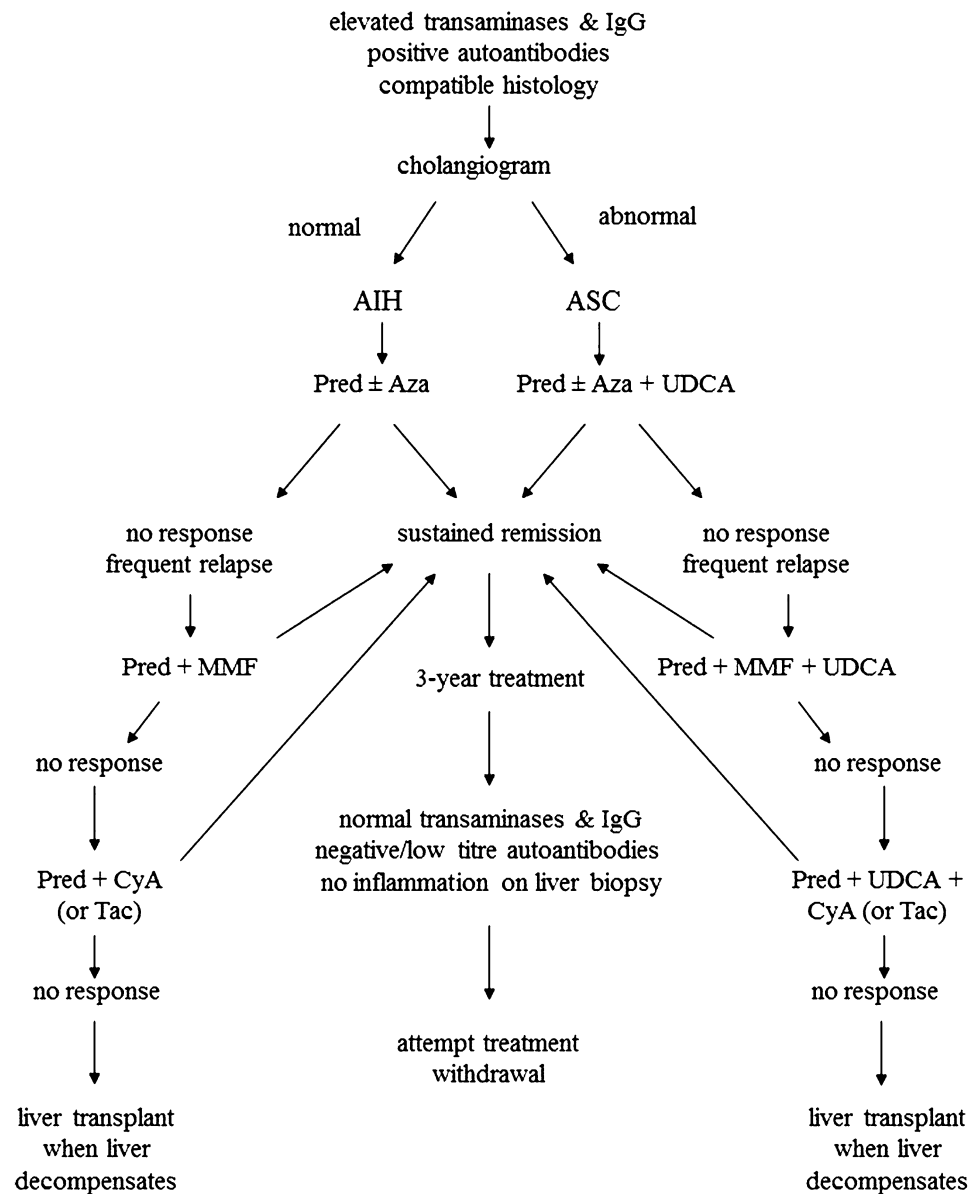 elevated transaminases & IgG
positive autoantibodies
compatible histology
cholangiogram
normal
abnormal
AIH
ASC
Pred ± Aza
Pred ± Aza + UDCA
no response
frequent relapse
sustained remission
no response
frequent relapse
Pred + MMF
3-year treatment
Pred + MMF + UDCA
no response
no response
normal transaminases & IgG
negative/low titre autoantibodies
no inflammation on liver biopsy
Pred + CyA
(or Tac)
Pred + UDCA +
CyA (or Tac)
no response
no response
attempt treatment
withdrawal
liver transplant
when liver
decompensates
liver transplant
when liver
decompensates